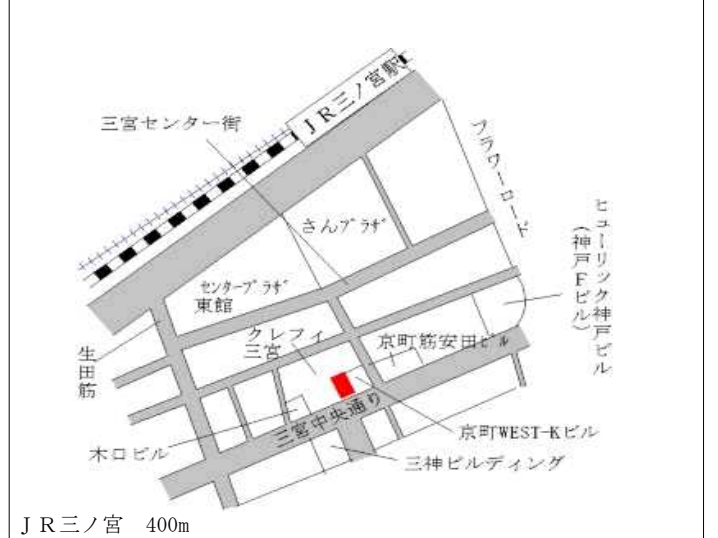 JR三ノ宮駅
三宮センター街
フラワーロード
さんプラザ
ヒューリック神戸ビル
(神戸Fビル)
センタープラザ
東館
クレフィ
三宮
京町筋安田ビル
生田筋
三宮中央通り
京町WEST-Kビル
木口ビル
三神ビルディング
JR三ノ宮 400m